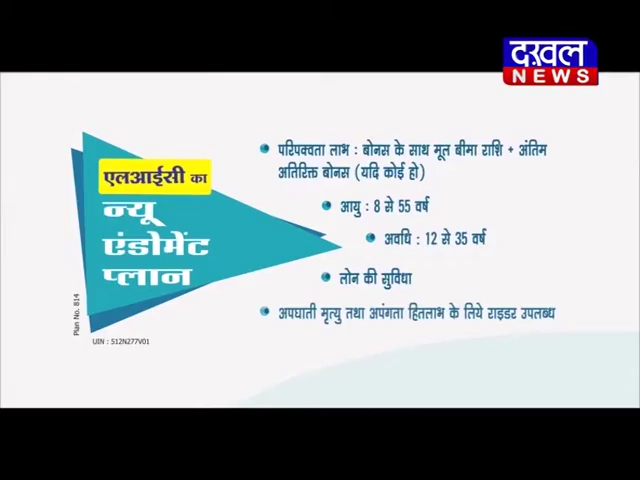 दख़ल
NEWS
एलआईसी का
न्यू
एंडोमेंट
प्लान
Plan No. 814
UIN : 512N277V01
परिपक्वता लाभ : बोनस के साथ मूल बीमा राशि + अंतिम
अतिरिक्त बोनस (यदि कोई हो)
आयु : 8 से 55 वर्ष
अवधि : 12 से 35 वर्ष
लोन की सुविधा
अपघाती मृत्यु तथा अपंगता हितलाभ के लिये राइडर उपलब्ध